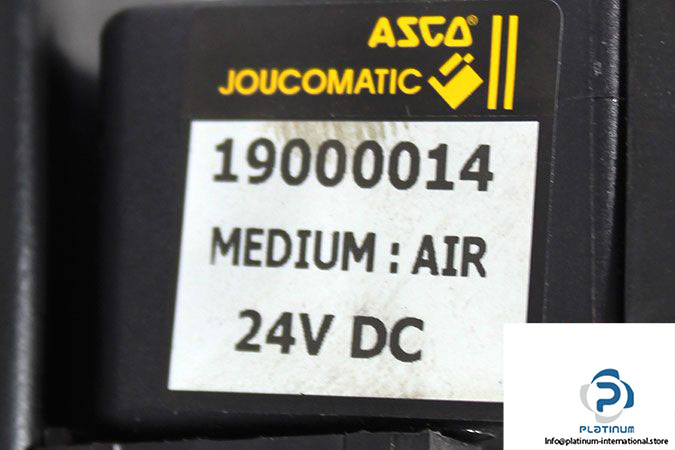 ASCO®
JOUCOMATIC
19000014
MEDIUM : AIR
24V DC
PLATINUM
Info@platinum-international.store